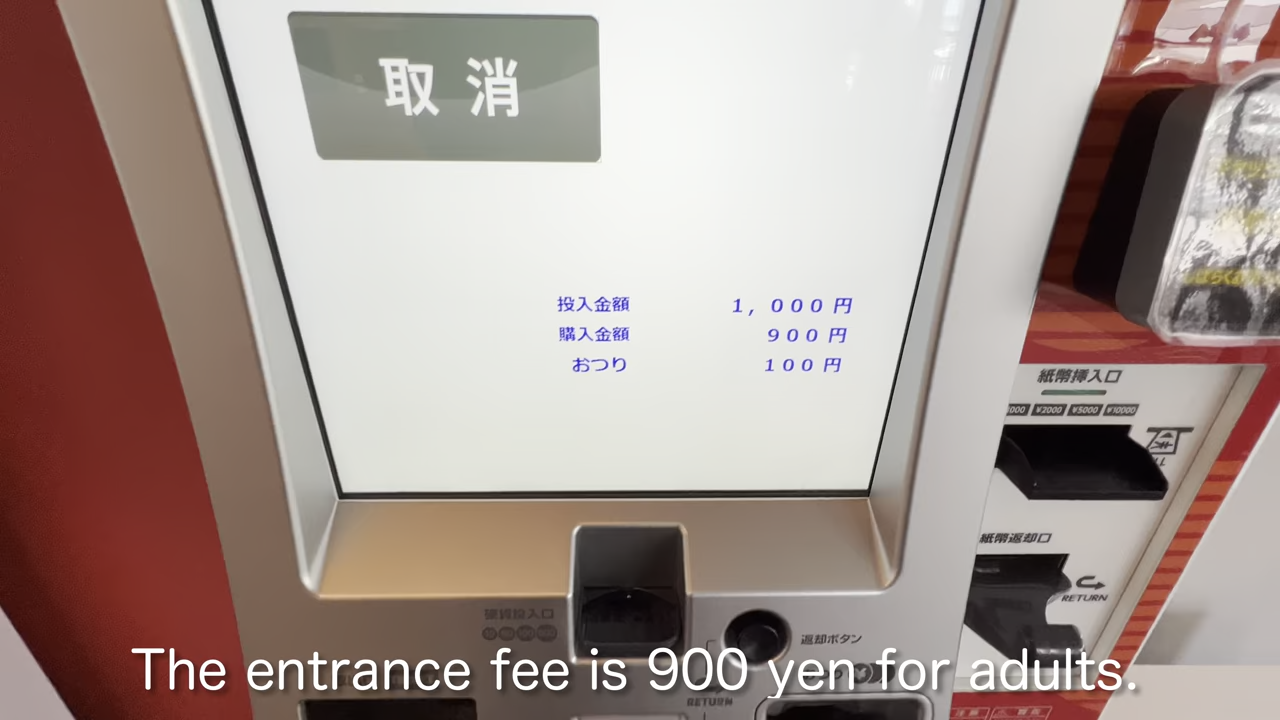 取消
投入金額 1,000円
購入金額 900円
おつり 100円
紙幣挿入口
¥2000 ¥5000 ¥10000
紙幣返却口
RETURN
硬貨投入口
返却ボタン
The entrance fee is 900 yen for adults.
RETURN